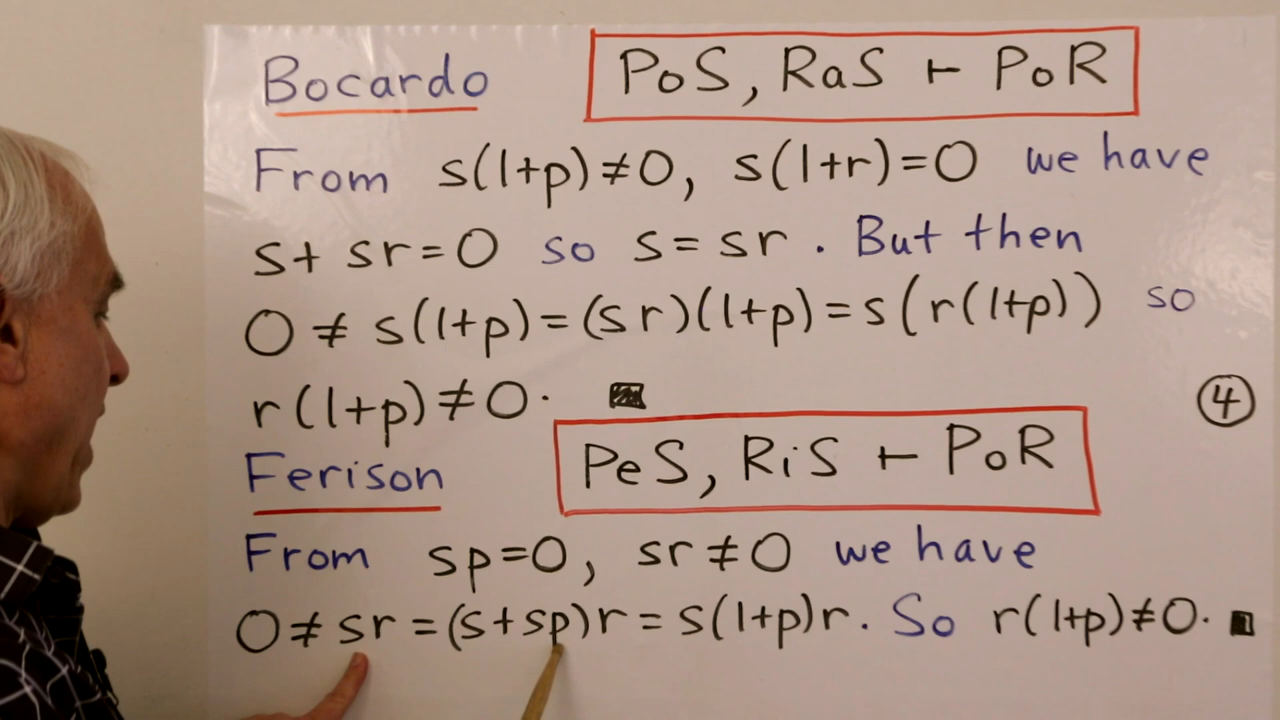 Bocardo PoS, RaS ⊢ PoR
From s(1+p)≠0, s(1+r)=0 we have
s+ sr=0 so s=sr. But then
0 ≠ s(1+p)=(sr)(1+p)=s(r(1+p)) so
r(1+p)≠0.
④
Ferison PeS, RiS ⊢ PoR
From sp=0, sr≠0 we have
0≠sr=(s+sp)r=s(1+p)r. So r(1+p)≠0.